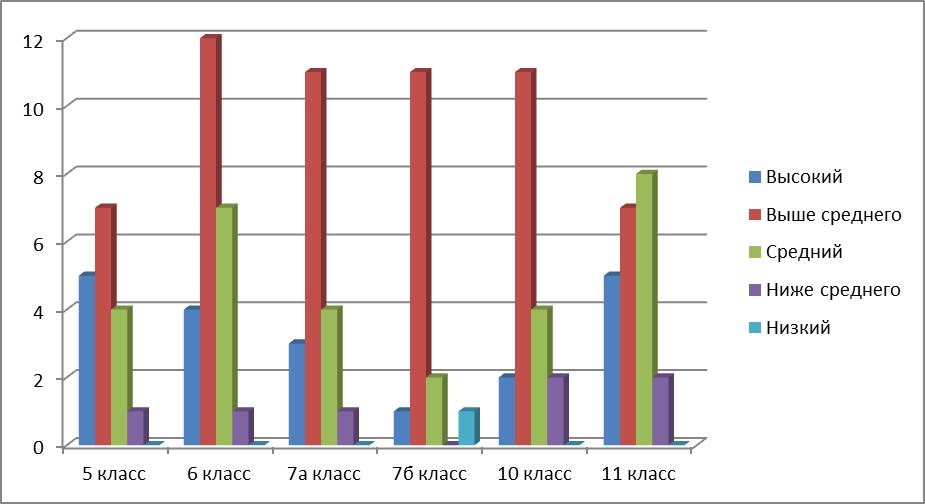 12
10
8
6
4
2
0
5 класс 6 класс 7а класс 7б класс 10 класс 11 класс
Высокий
Выше среднего
Средний
Ниже среднего
Низкий